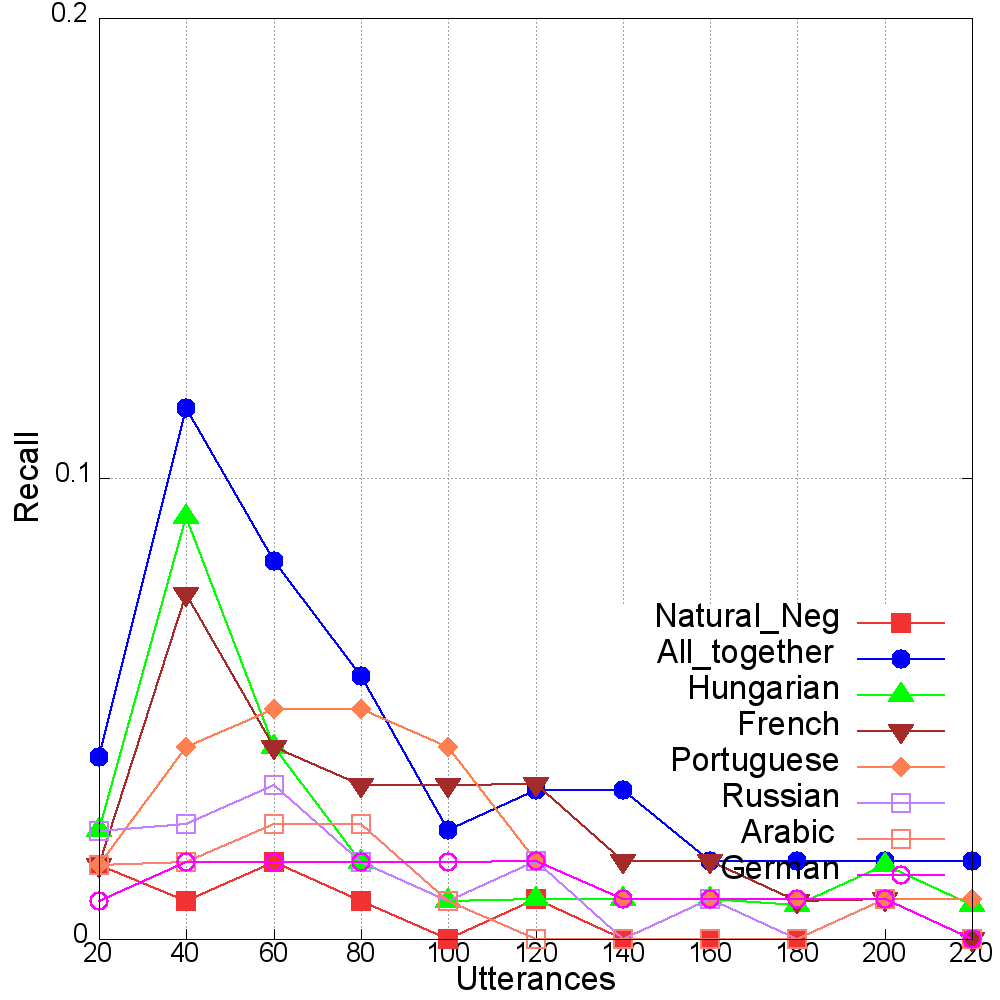 0.2
0.1
0
Recall
Natural_Neg
All_together
Hungarian
French
Portuguese
Russian
Arabic
German
20 40 60 80 100 120 140 160 180 200 220
Utterances